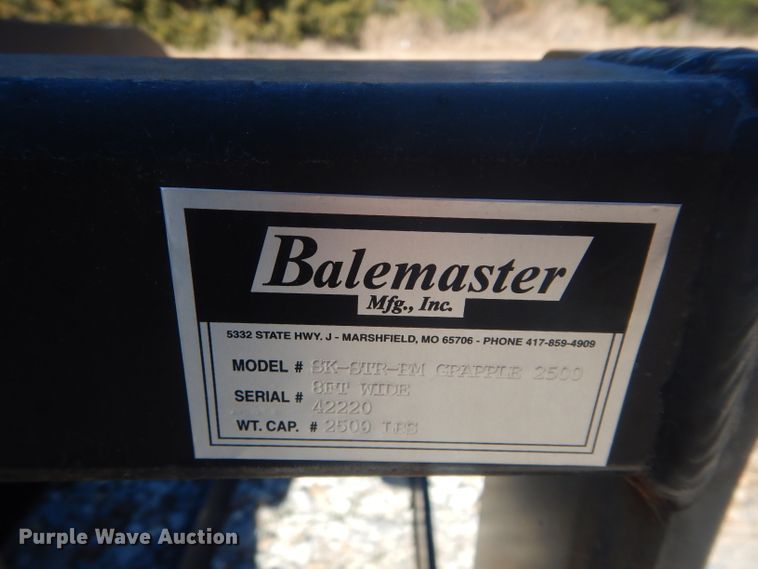 Balemaster
Mfg., Inc.
5332 STATE HWY. J - MARSHFIELD, MO 65706 - PHONE 417-859-4909
MODEL # SK-STR-PM GRAPPLE 2500
8FT WIDE
SERIAL # 42220
WT. CAP. # 2500 LBS
Purple Wave Auction